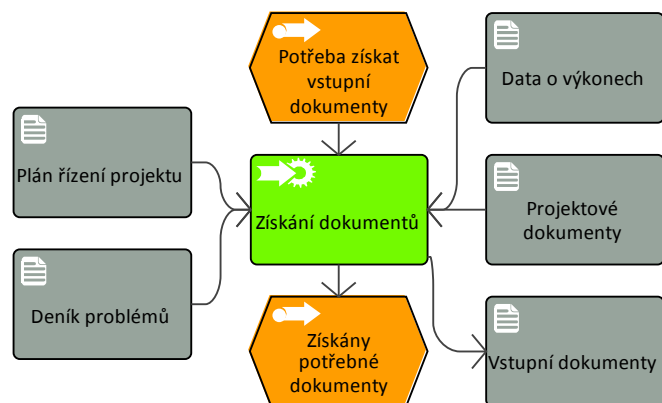 Potřeba získat
vstupní
dokumenty
Data o výkonech
Plán řízení projektu
Získání dokumentů
Projektové
dokumenty
Deník problémů
Získány
potřebné
dokumenty
Vstupní dokumenty